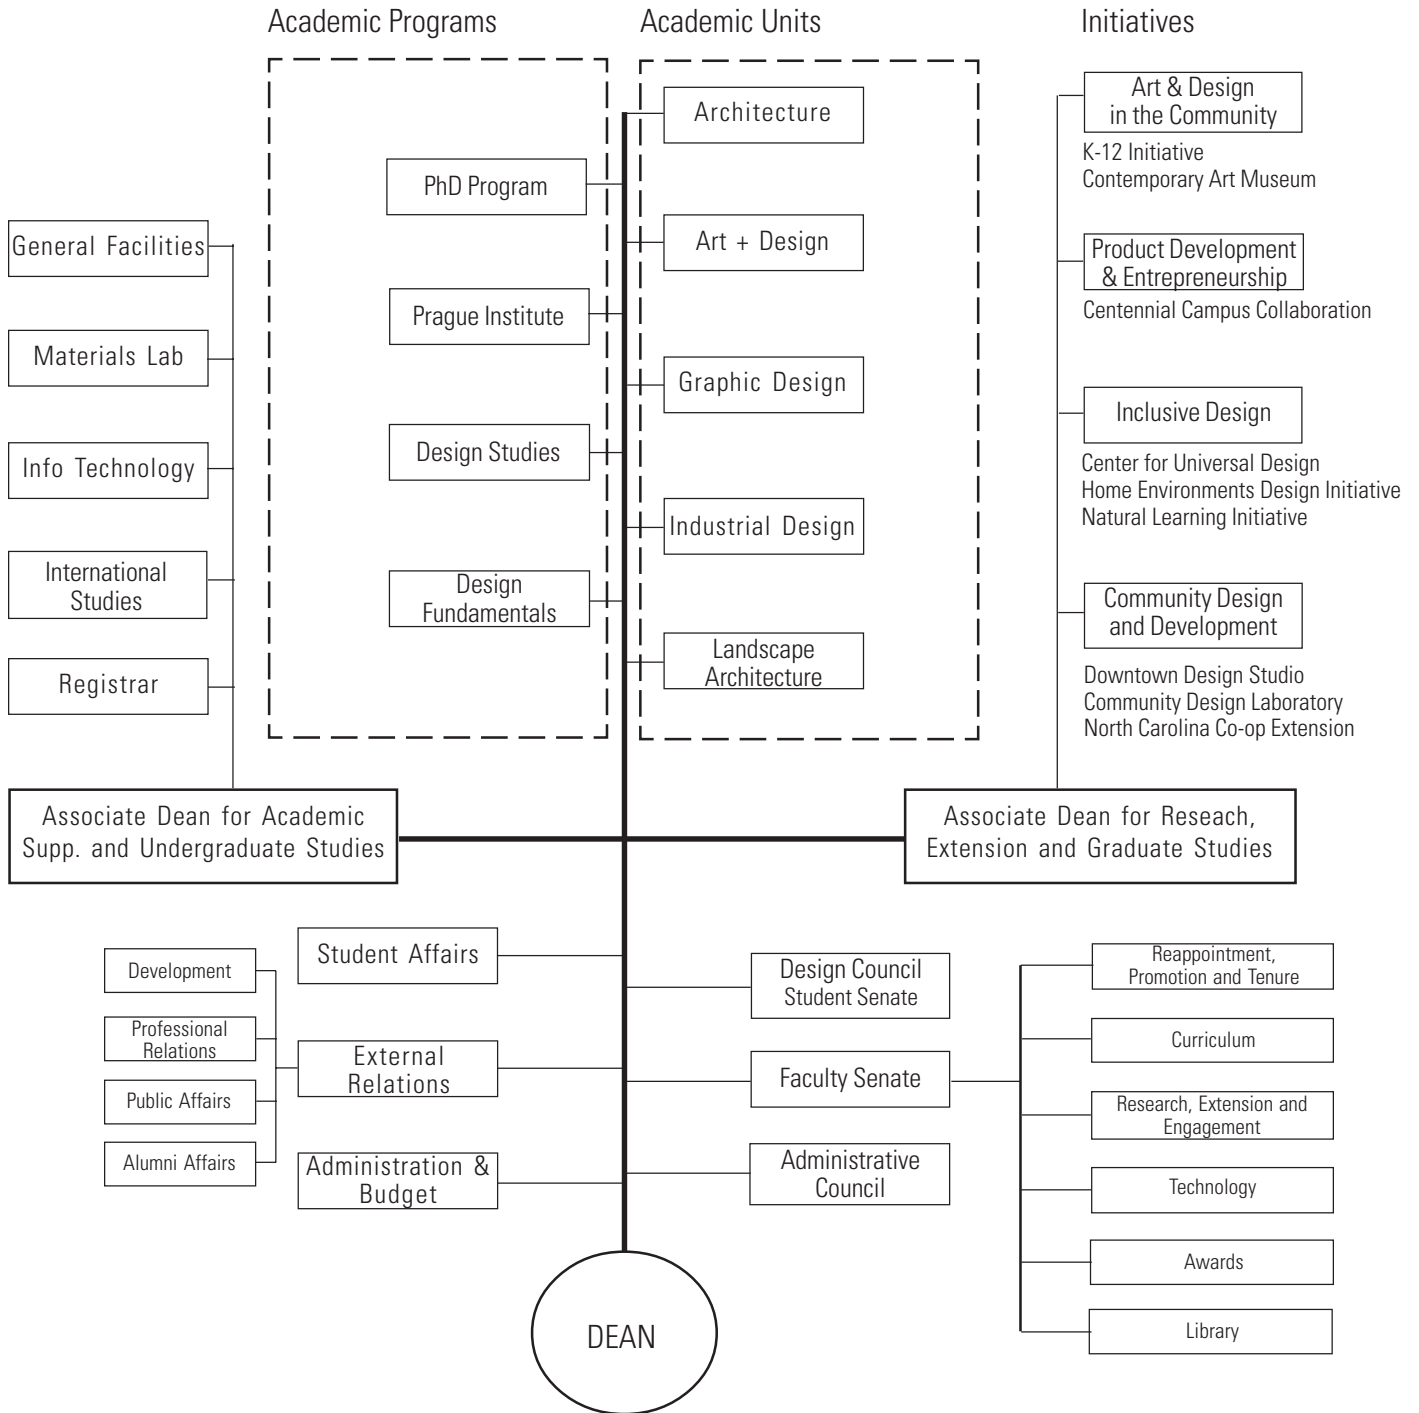 Academic Programs
Academic Units
Initiatives
PhD Program
Prague Institute
Design Studies
Design
Fundamentals
Architecture
Art + Design
Graphic Design
Industrial Design
Landscape
Architecture
Art & Design
in the Community
K-12 Initiative
Contemporary Art Museum
Product Development
& Entrepreneurship
Centennial Campus Collaboration
Inclusive Design
Center for Universal Design
Home Environments Design Initiative
Natural Learning Initiative
Community Design
and Development
Downtown Design Studio
Community Design Laboratory
North Carolina Co-op Extension
General Facilities
Materials Lab
Info Technology
International
Studies
Registrar
Associate Dean for Academic
Supp. and Undergraduate Studies
Associate Dean for Reseach,
Extension and Graduate Studies
Student Affairs
External
Relations
Administration &
Budget
Development
Professional
Relations
Public Affairs
Alumni Affairs
Design Council
Student Senate
Faculty Senate
Administrative
Council
Reappointment,
Promotion and Tenure
Curriculum
Research, Extension and
Engagement
Technology
Awards
Library
DEAN